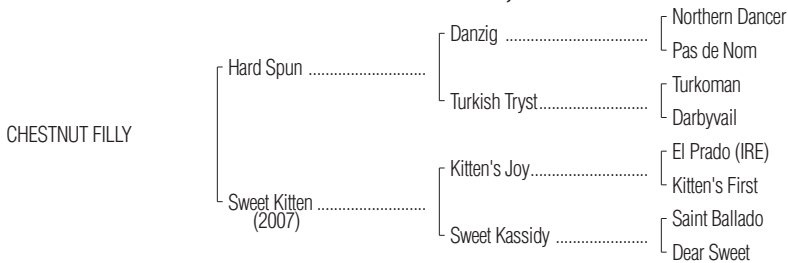 Northern Dancer
Danzig ..............................
Pas de Nom
Hard Spun .........................
Turkoman
Turkish Tryst.......................
Darbyvail
CHESTNUT FILLY
El Prado (IRE)
Kitten's Joy.........................
Kitten's First
Sweet Kitten .......................
(2007)
Saint Ballado
Sweet Kassidy ...................
Dear Sweet